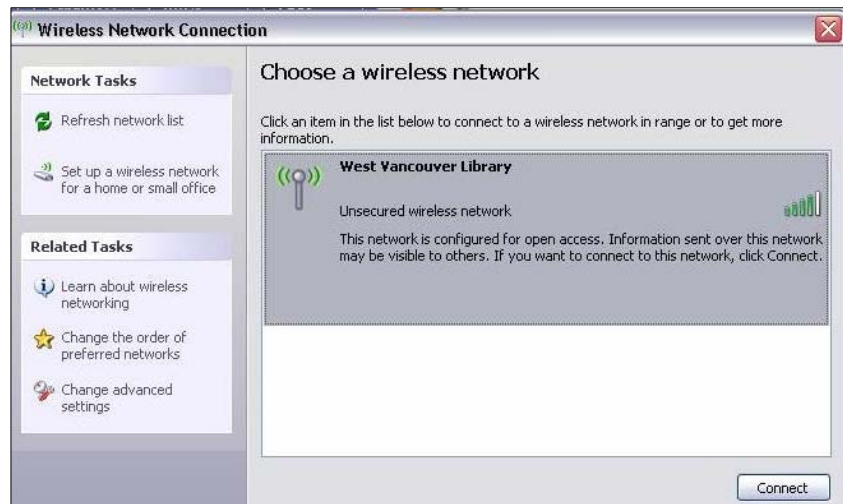 Wireless Network Connection
Network Tasks
Refresh network list
Set up a wireless network
for a home or small office
Related Tasks
Learn about wireless
networking
Change the order of
preferred networks
Change advanced
settings
Choose a wireless network
Click an item in the list below to connect to a wireless network in range or to get more
information.
West Vancouver Library
Unsecured wireless network
This network is configured for open access. Information sent over this network
may be visible to others. If you want to connect to this network, click Connect.
Connect